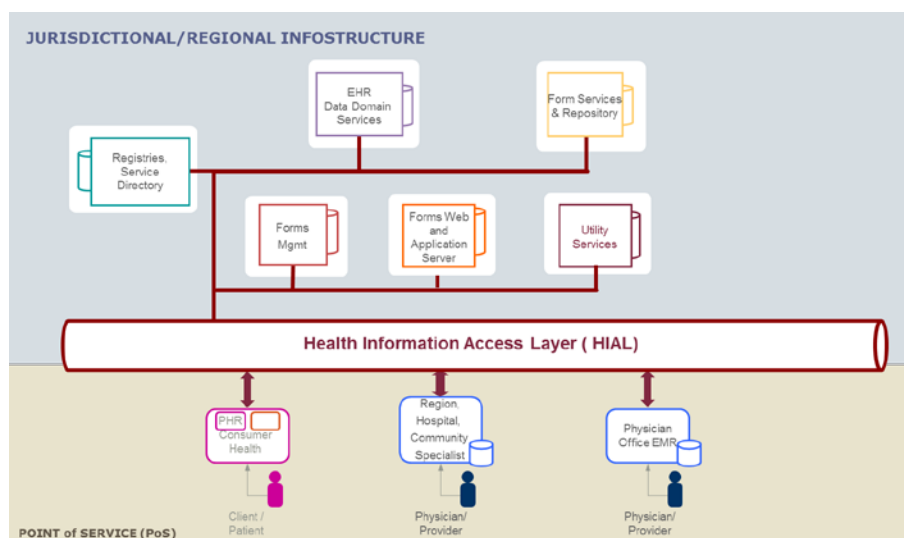 JURISDICTIONAL/REGIONAL INFOSTRUCTURE
EHR
Data Domain
Services
Form Services
& Repository
Registries,
Service
Directory
Forms
Mgmt
Forms Web
and
Application
Server
Utility
Services
Health Information Access Layer ( HIAL)
PHR
Consumer
Health
Region,
Hospital,
Community
Specialist
Physician
Office EMR
Client /
Patient
Physician/
Provider
Physician/
Provider
POINT of SERVICE (PoS)